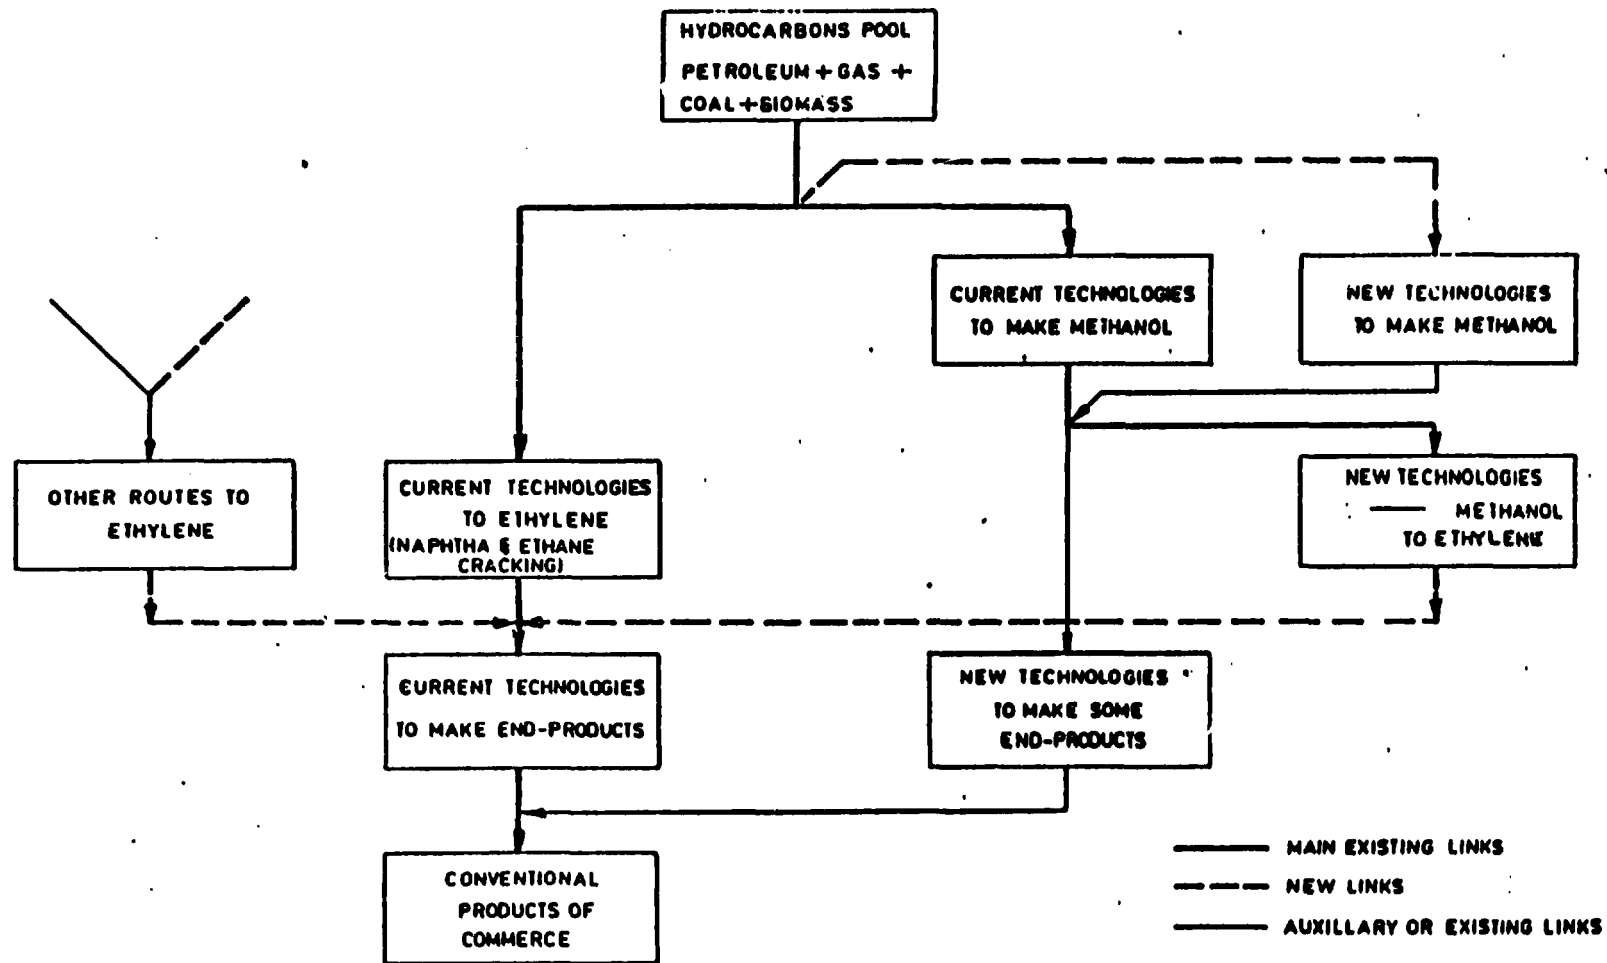 HYDROCARBONS POOL
PETROLEUM + GAS +
COAL + BIOMASS
CURRENT TECHNOLOGIES
TO MAKE METHANOL
NEW TECHNOLOGIES
TO MAKE METHANOL
OTHER ROUTES TO
ETHYLENE
CURRENT TECHNOLOGIES
TO ETHYLENE
(NAPHTHA & ETHANE
CRACKING)
NEW TECHNOLOGIES
— METHANOL
TO ETHYLENE
CURRENT TECHNOLOGIES
TO MAKE END-PRODUCTS
NEW TECHNOLOGIES
TO MAKE SOME
END-PRODUCTS
CONVENTIONAL
PRODUCTS OF
COMMERCE
MAIN EXISTING LINKS
NEW LINKS
AUXILLARY OR EXISTING LINKS